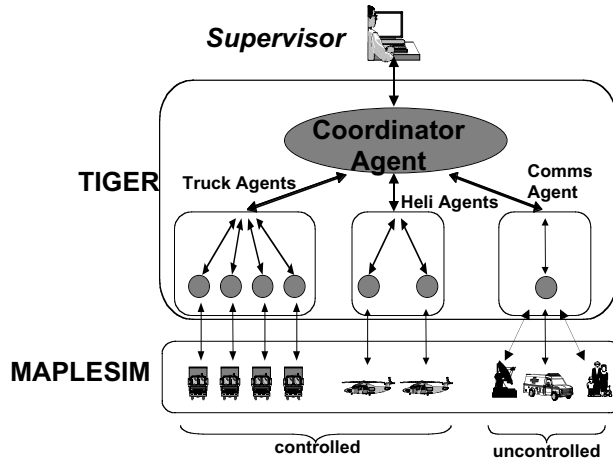 Supervisor
Coordinator
Agent
TIGER
Truck Agents
Heli Agents
Comms
Agent
MAPLESIM
controlled
uncontrolled